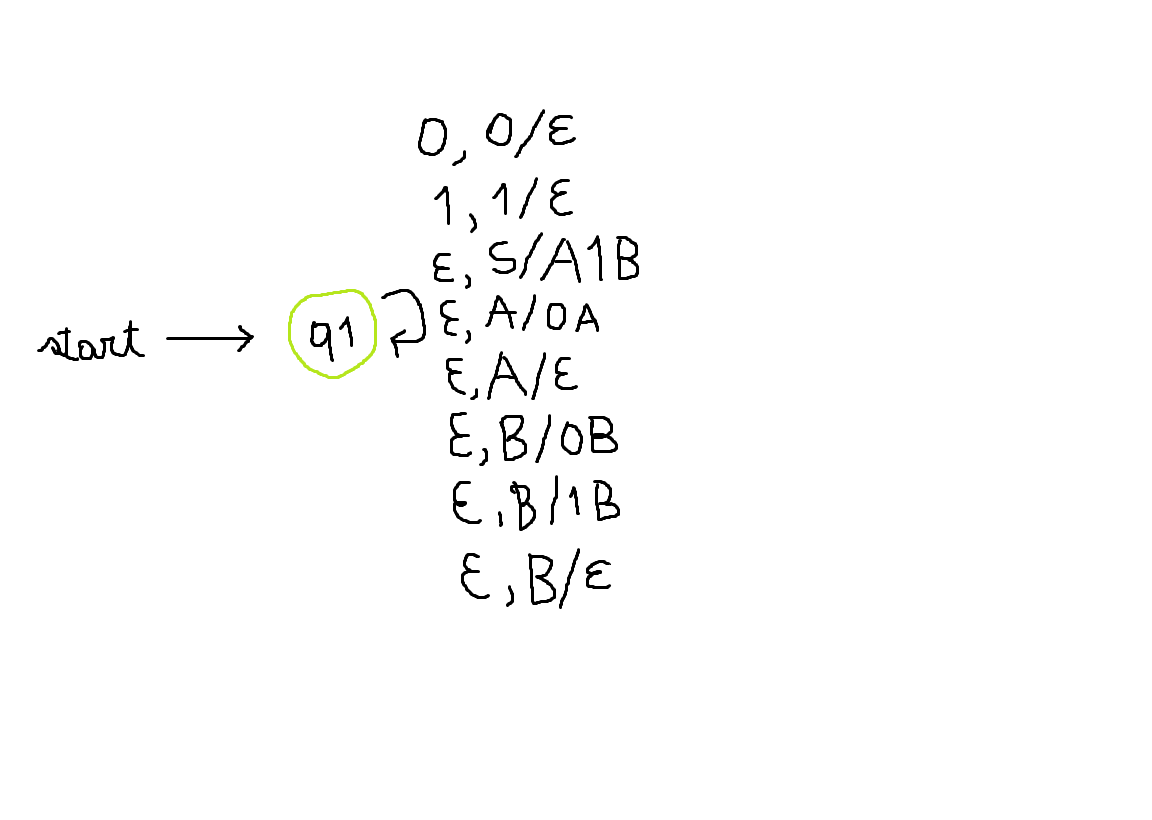 0, 0/ε
1, 1/ε
ε, S/A1B
ε, A/0A
start q1
ε, A/ε
ε, B/0B
ε, B/1B
ε, B/ε